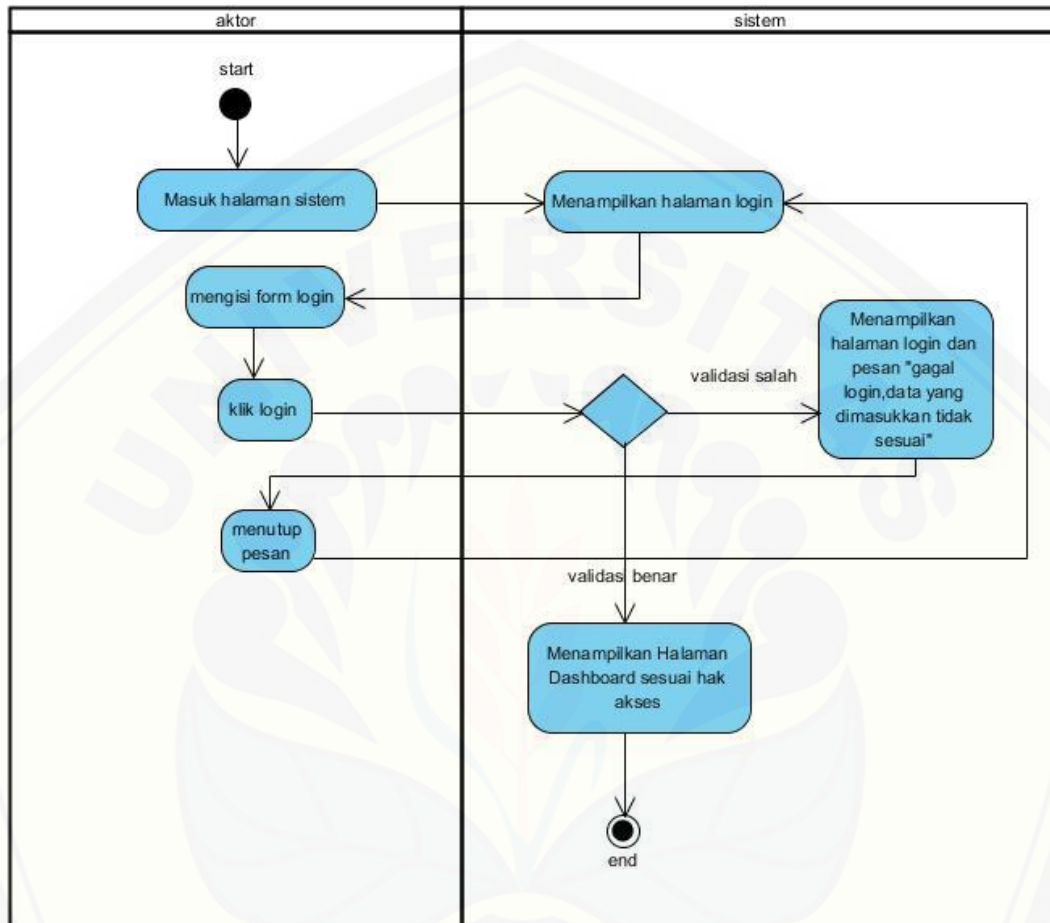 aktor
sistem
start
Masuk halaman sistem
Menampilkan halaman login
mengisi form login
klik login
validasi salah
Menampilkan
halaman login dan
pesan "gagal
login,data yang
dimasukkan tidak
sesuai"
menutup
pesan
validasi benar
Menampilkan Halaman
Dashboard sesuai hak
akses
end
UNIVERSITAS